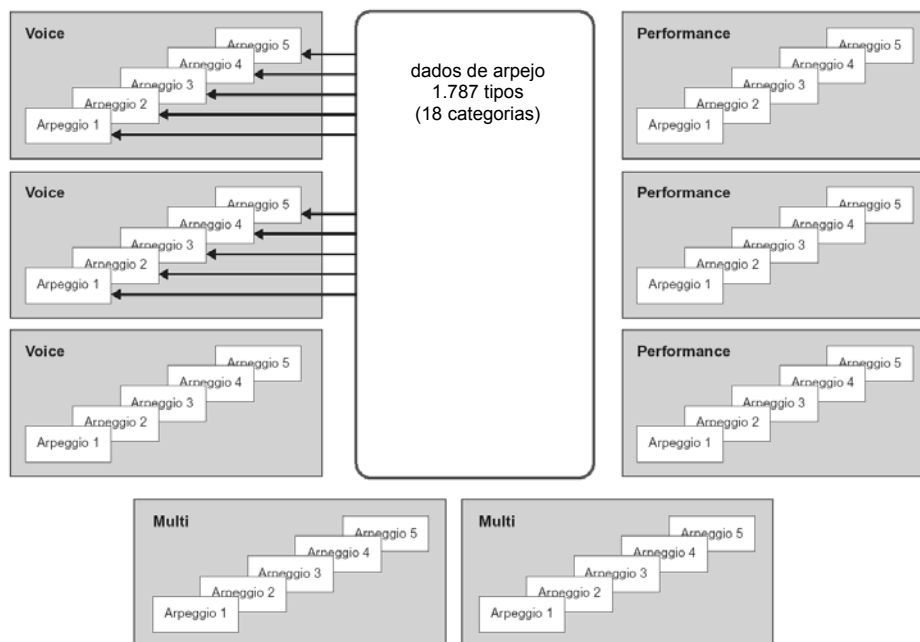 Voice
Arpeggio 5
Arpeggio 4
Arpeggio 3
Arpeggio 2
Arpeggio 1
dados de arpejo
1.787 tipos
(18 categorias)
Performance
Arpeggio 5
Arpeggio 4
Arpeggio 3
Arpeggio 2
Arpeggio 1
Voice
Arpeggio 5
Arpeggio 4
Arpeggio 3
Arpeggio 2
Arpeggio 1
Performance
Arpeggio 5
Arpeggio 4
Arpeggio 3
Arpeggio 2
Arpeggio 1
Voice
Arpeggio 5
Arpeggio 4
Arpeggio 3
Arpeggio 2
Arpeggio 1
Performance
Arpeggio 5
Arpeggio 4
Arpeggio 3
Arpeggio 2
Arpeggio 1
Multi
Arpeggio 5
Arpeggio 4
Arpeggio 3
Arpeggio 2
Arpeggio 1
Multi
Arpeggio 5
Arpeggio 4
Arpeggio 3
Arpeggio 2
Arpeggio 1